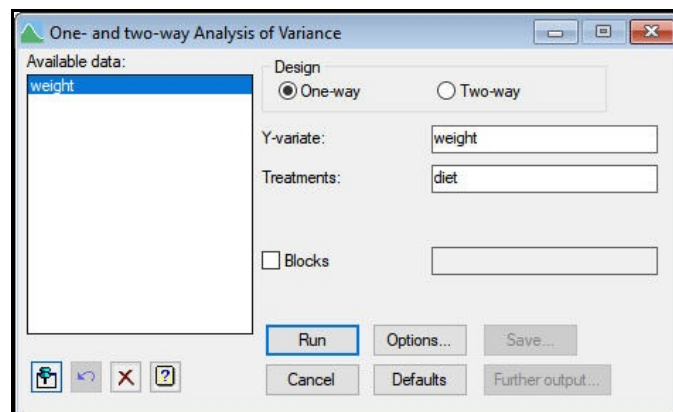 One- and two-way Analysis of Variance
Available data:
weight
Design
One-way
Two-way
Y-variate:
weight
Treatments:
diet
Blocks
Run
Options...
Save...
Cancel
Defaults
Further output...